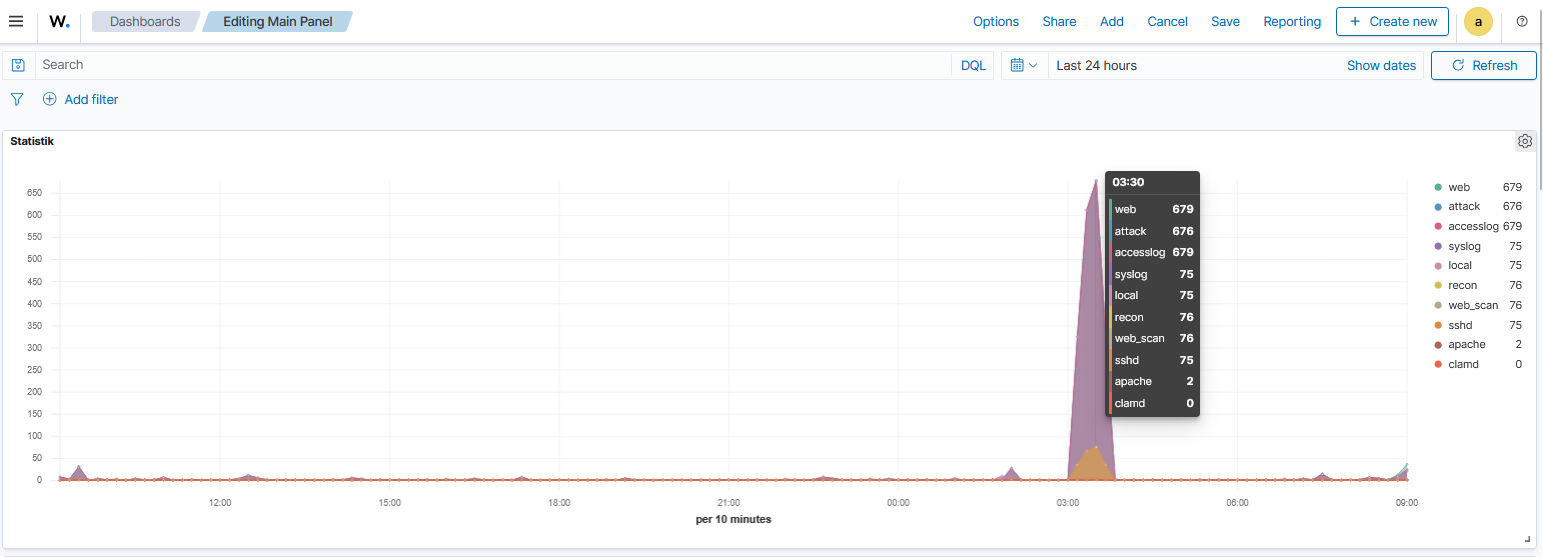 W. Dashboards Editing Main Panel Options Share Add Cancel Save Reporting + Create new a
Search DQL Last 24 hours Show dates Refresh
Add filter
Statistik
650
600
550
500
450
400
350
300
250
200
150
100
50
0
12:00 15:00 18:00 21:00 00:00 03:00 06:00 09:00
per 10 minutes
03:30
web 679
attack 676
accesslog 679
syslog 75
local 75
recon 76
web_scan 76
sshd 75
apache 2
clamd 0
web 679
attack 676
accesslog 679
syslog 75
local 75
recon 76
web_scan 76
sshd 75
apache 2
clamd 0